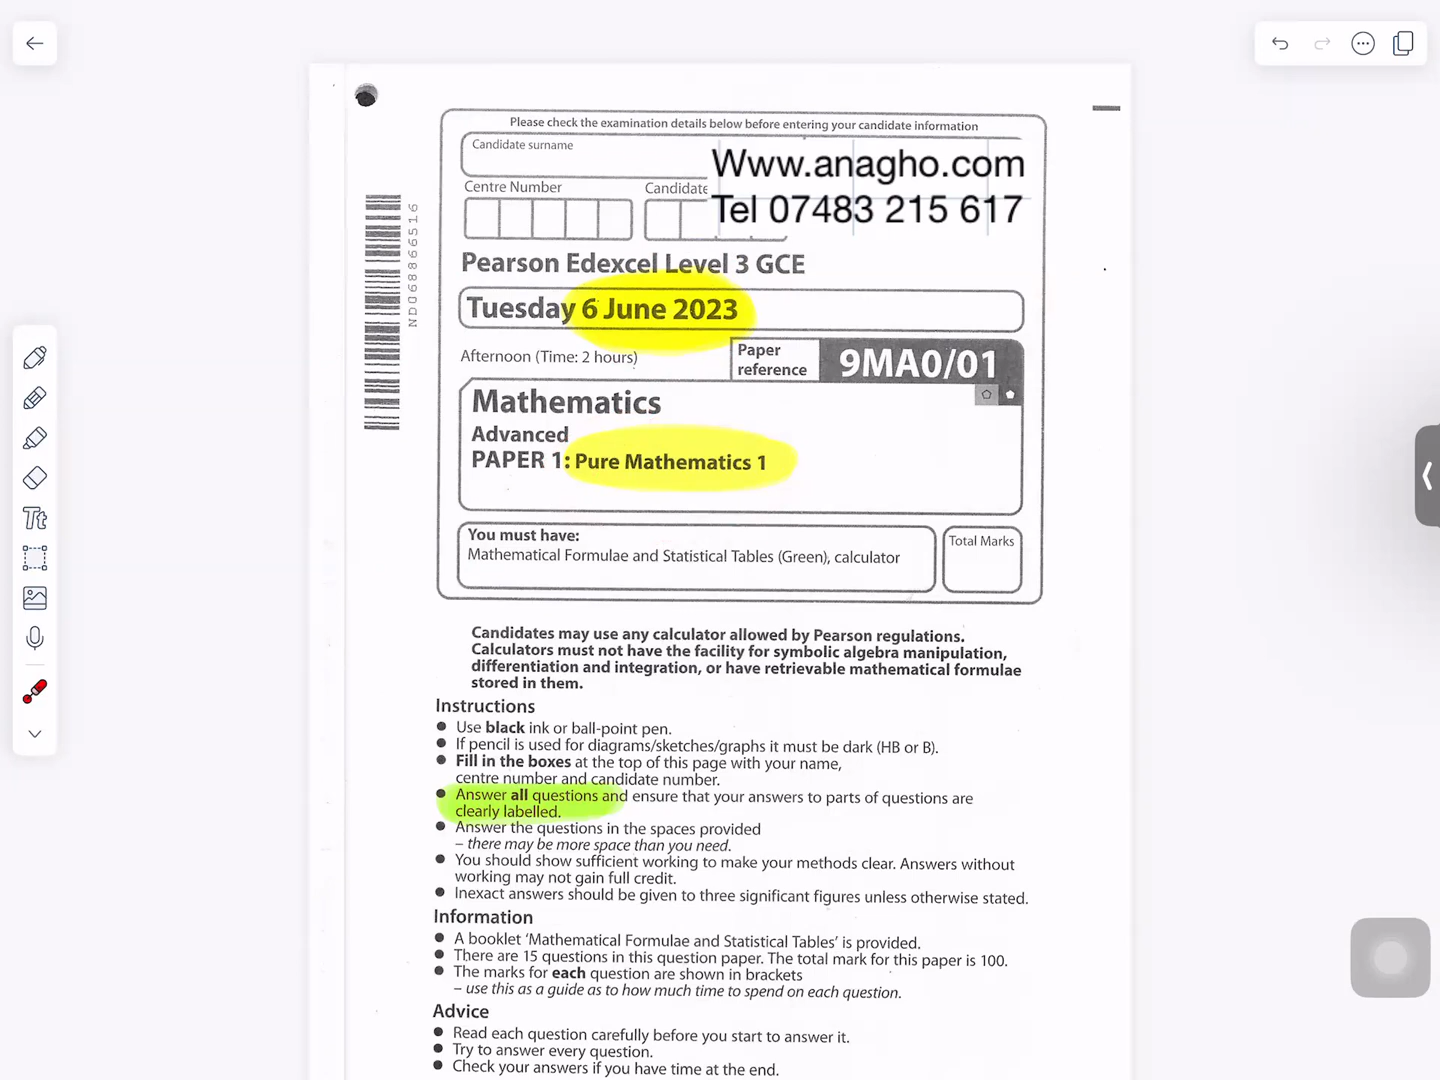 Please check the examination details below before entering your candidate information
Candidate surname
Www.anagho.com
Centre Number
Candidate
Tel 07483 215 617
ND06886516
Pearson Edexcel Level 3 GCE
Tuesday 6 June 2023
Afternoon (Time: 2 hours)
Paper
reference
9MA0/01
Mathematics
Advanced
PAPER 1: Pure Mathematics 1
You must have:
Mathematical Formulae and Statistical Tables (Green), calculator
Total Marks
Candidates may use any calculator allowed by Pearson regulations.
Calculators must not have the facility for symbolic algebra manipulation,
differentiation and integration, or have retrievable mathematical formulae
stored in them.
Instructions
● Use black ink or ball-point pen.
● If pencil is used for diagrams/sketches/graphs it must be dark (HB or B).
● Fill in the boxes at the top of this page with your name,
centre number and candidate number.
● Answer all questions and ensure that your answers to parts of questions are
clearly labelled.
● Answer the questions in the spaces provided
– there may be more space than you need.
● You should show sufficient working to make your methods clear. Answers without
working may not gain full credit.
● Inexact answers should be given to three significant figures unless otherwise stated.
Information
● A booklet ‘Mathematical Formulae and Statistical Tables’ is provided.
● There are 15 questions in this question paper. The total mark for this paper is 100.
● The marks for each question are shown in brackets
– use this as a guide as to how much time to spend on each question.
Advice
● Read each question carefully before you start to answer it.
● Try to answer every question.
● Check your answers if you have time at the end.
Tt